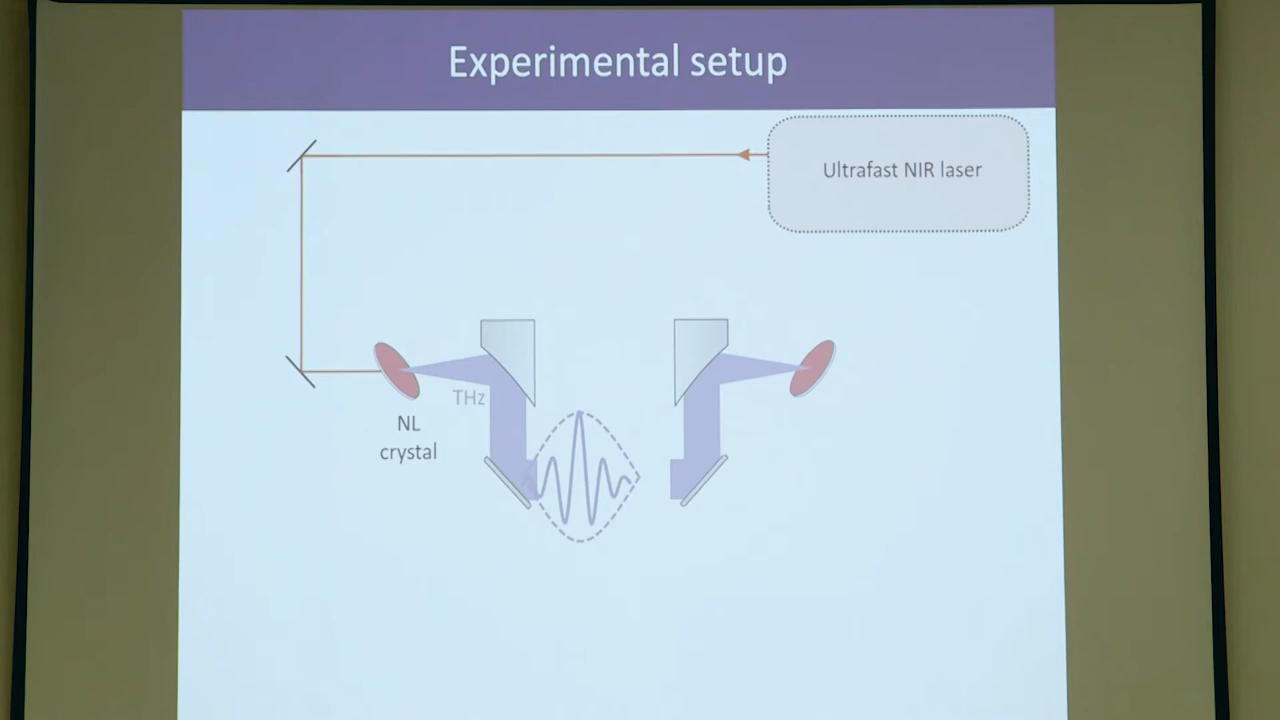 Experimental setup
Ultrafast NIR laser
THz
NL
crystal